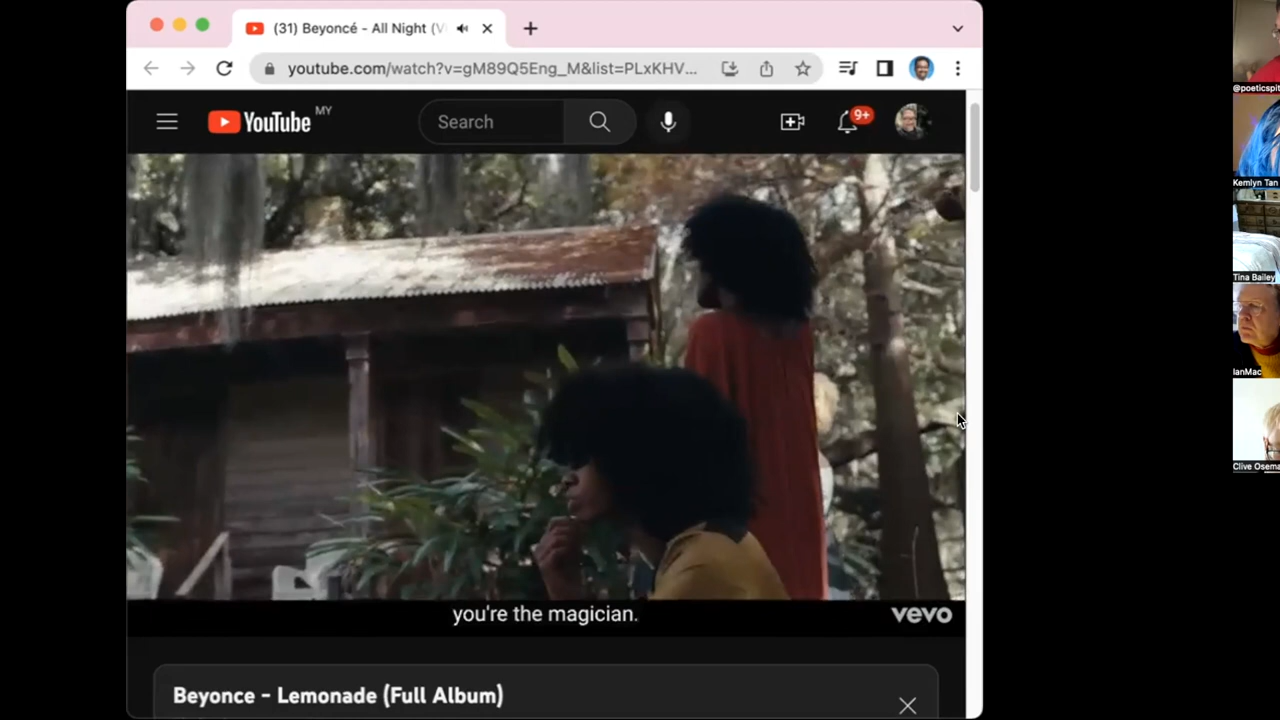 (31) Beyoncé - All Night (V
youtube.com/watch?v=gM89Q5Eng_M&list=PLxKHV...
YouTube MY
Search
9+
you're the magician.
vevo
Beyonce - Lemonade (Full Album)
@poeticspit
Kemlyn Tan
Tina Bailey
IanMac
Clive Osema